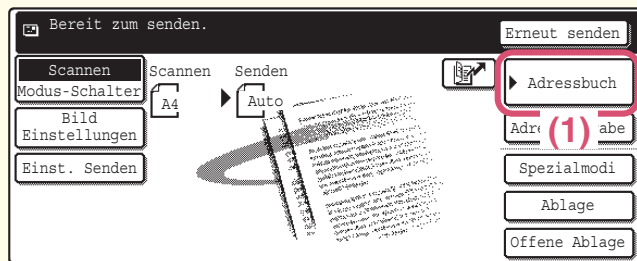 Bereit zum senden.
Erneut senden
Scannen
Modus-Schalter
Scannen
A4
Senden
Auto
Adressbuch
Bild
Einstellungen
(1)
Einst. Senden
Spezialmodi
Ablage
Offene Ablage